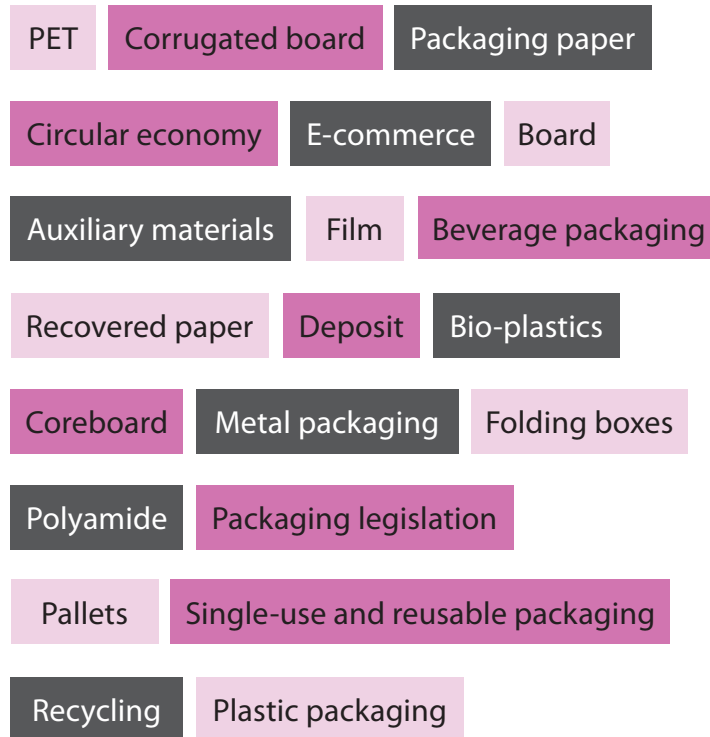 PET Corrugated board Packaging paper
Circular economy E-commerce Board
Auxiliary materials Film Beverage packaging
Recovered paper Deposit Bio-plastics
Coreboard Metal packaging Folding boxes
Polyamide Packaging legislation
Pallets Single-use and reusable packaging
Recycling Plastic packaging